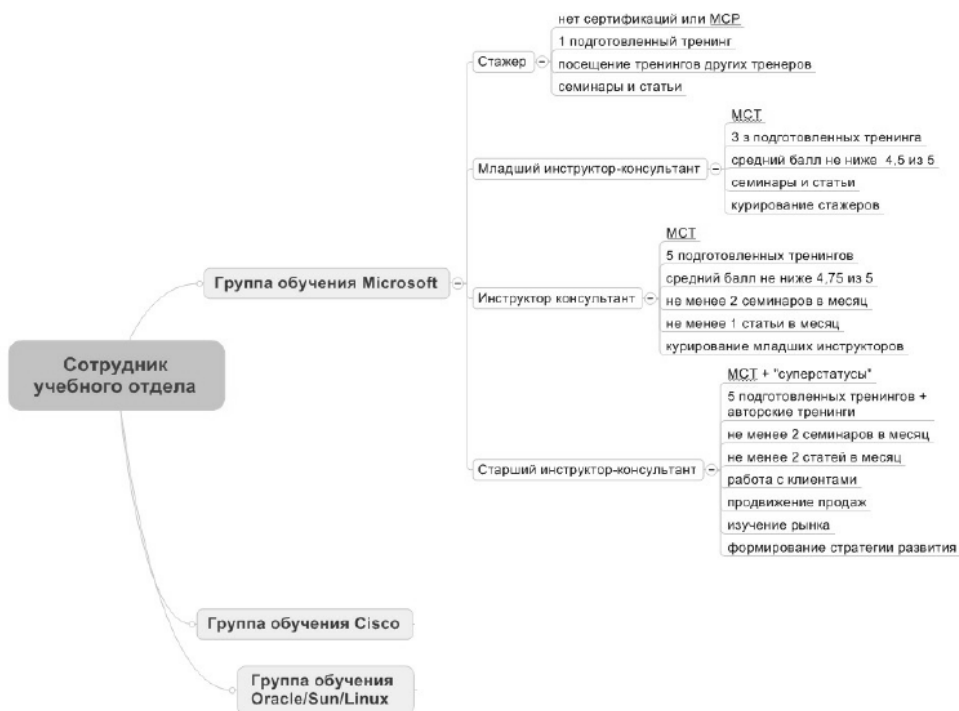 Сотрудник
учебного отдела
Группа обучения Microsoft
Стажер
нет сертификаций или МСР
1 подготовленный тренинг
посещение тренингов других тренеров
семинары и статьи
Младший инструктор-консультант
МСТ
3 з подготовленных тренинга
средний балл не ниже 4,5 из 5
семинары и статьи
курирование стажеров
Инструктор консультант
МСТ
5 подготовленных тренингов
средний балл не ниже 4,75 из 5
не менее 2 семинаров в месяц
не менее 1 статьи в месяц
курирование младших инструкторов
Старший инструктор-консультант
МСТ + "суперстатусы"
5 подготовленных тренингов +
авторские тренинги
не менее 2 семинаров в месяц
не менее 2 статей в месяц
работа с клиентами
продвижение продаж
изучение рынка
формирование стратегии развития
Группа обучения Cisco
Группа обучения
Oracle/Sun/Linux